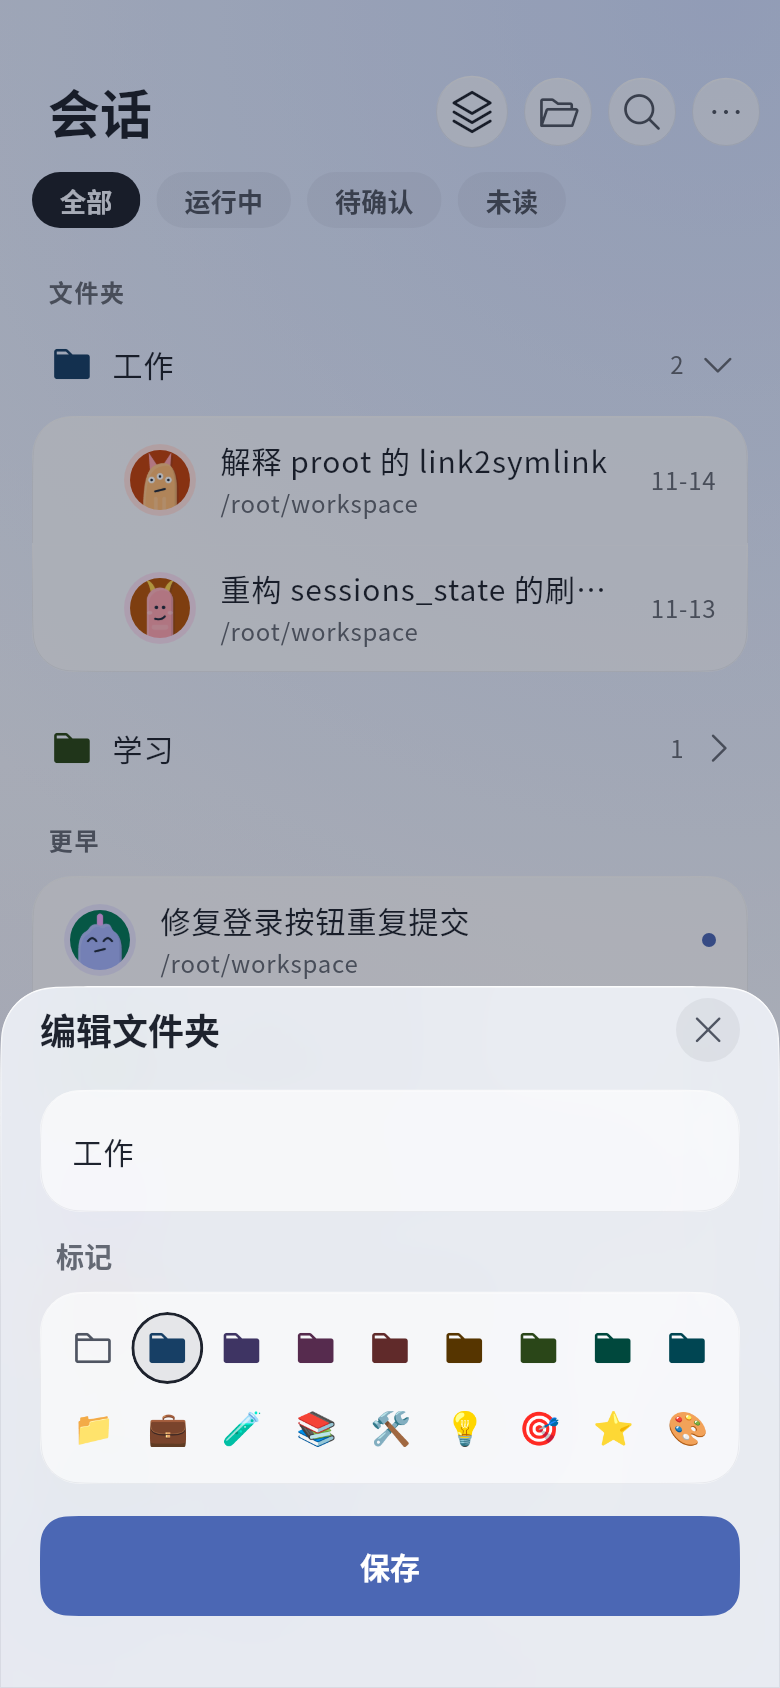 会话
全部
运行中
待确认
未读
文件夹
工作
2
解释 proot 的 link2symlink
/root/workspace
11-14
重构 sessions_state 的刷…
/root/workspace
11-13
学习
1
更早
修复登录按钮重复提交
/root/workspace
编辑文件夹
工作
标记
保存